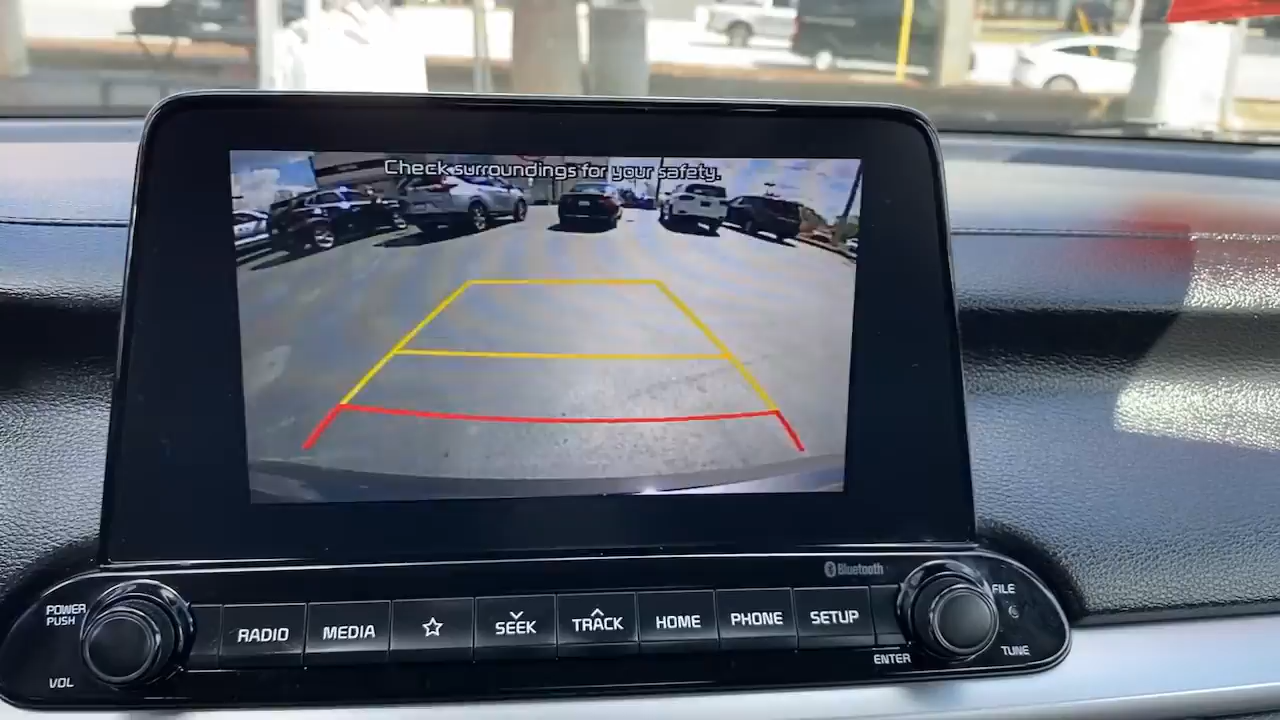 Check surroundings for your safety.
Bluetooth
POWER
PUSH
VOL
RADIO
MEDIA
SEEK
TRACK
HOME
PHONE
SETUP
FILE
ENTER
TUNE